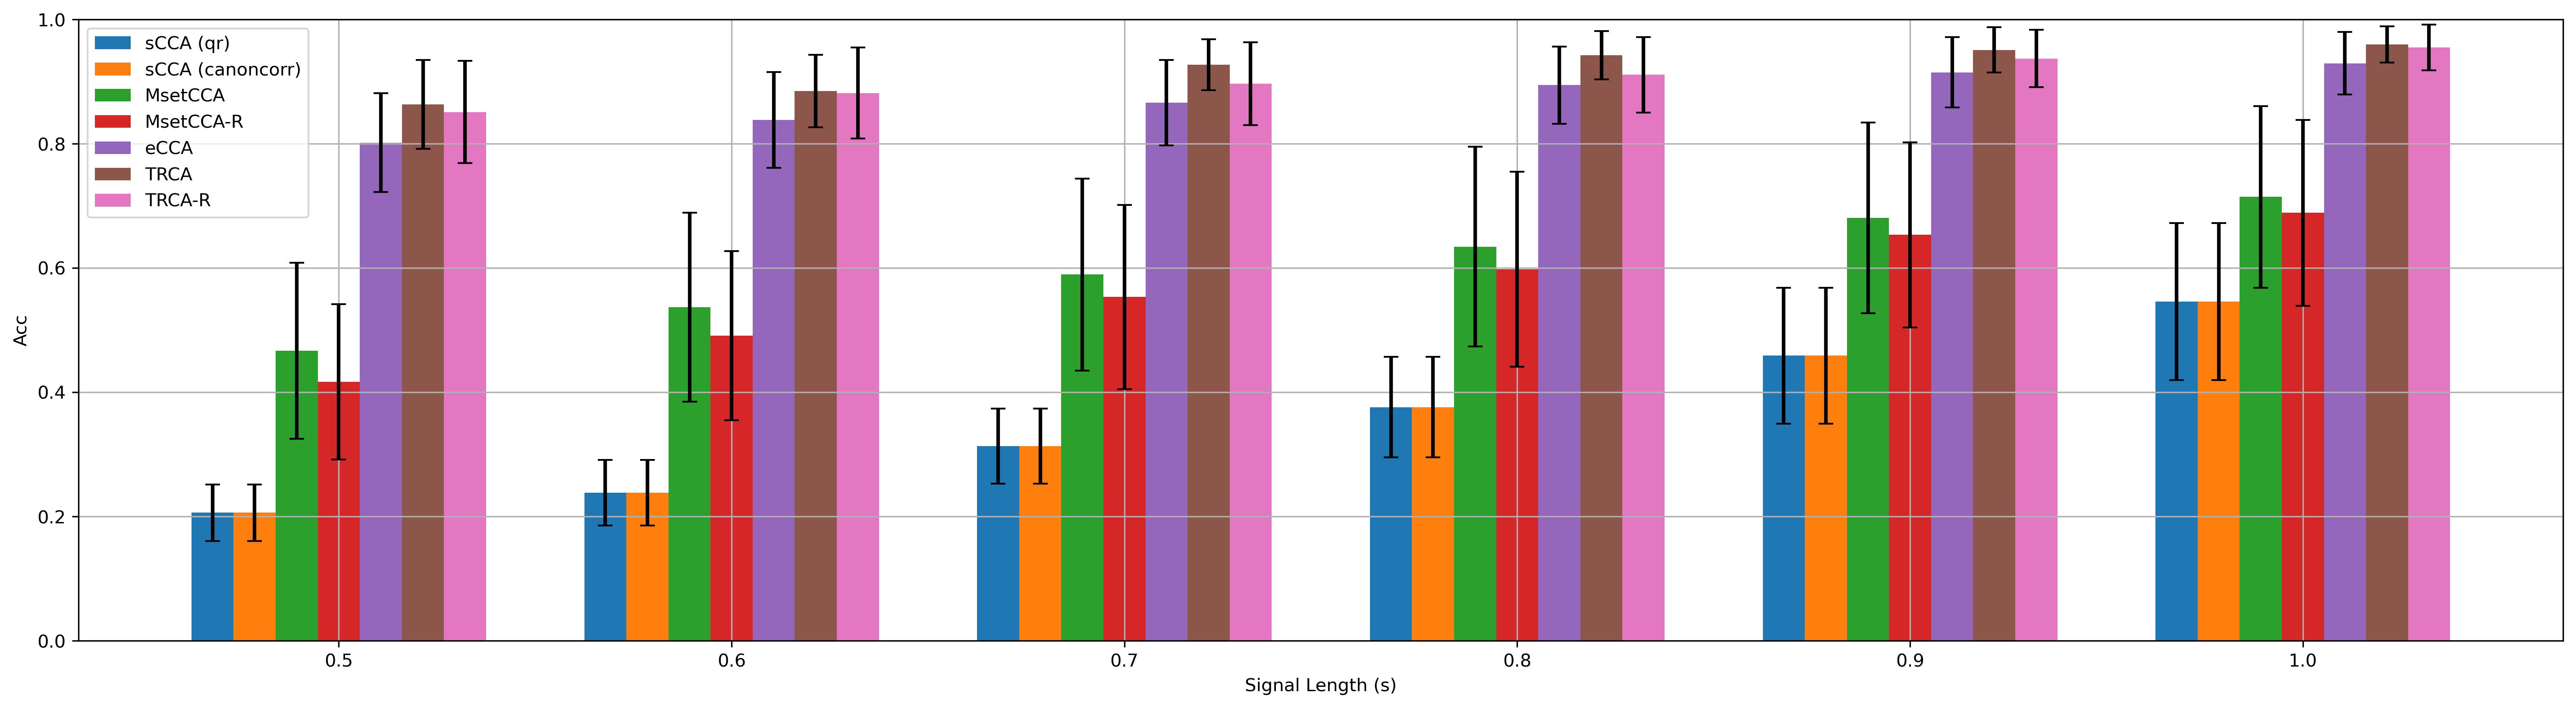 1.0
0.8
0.6
0.4
0.2
0.0
Acc
sCCA (qr)
sCCA (canoncorr)
MsetCCA
MsetCCA-R
eCCA
TRCA
TRCA-R
0.5 0.6 0.7 0.8 0.9 1.0
Signal Length (s)